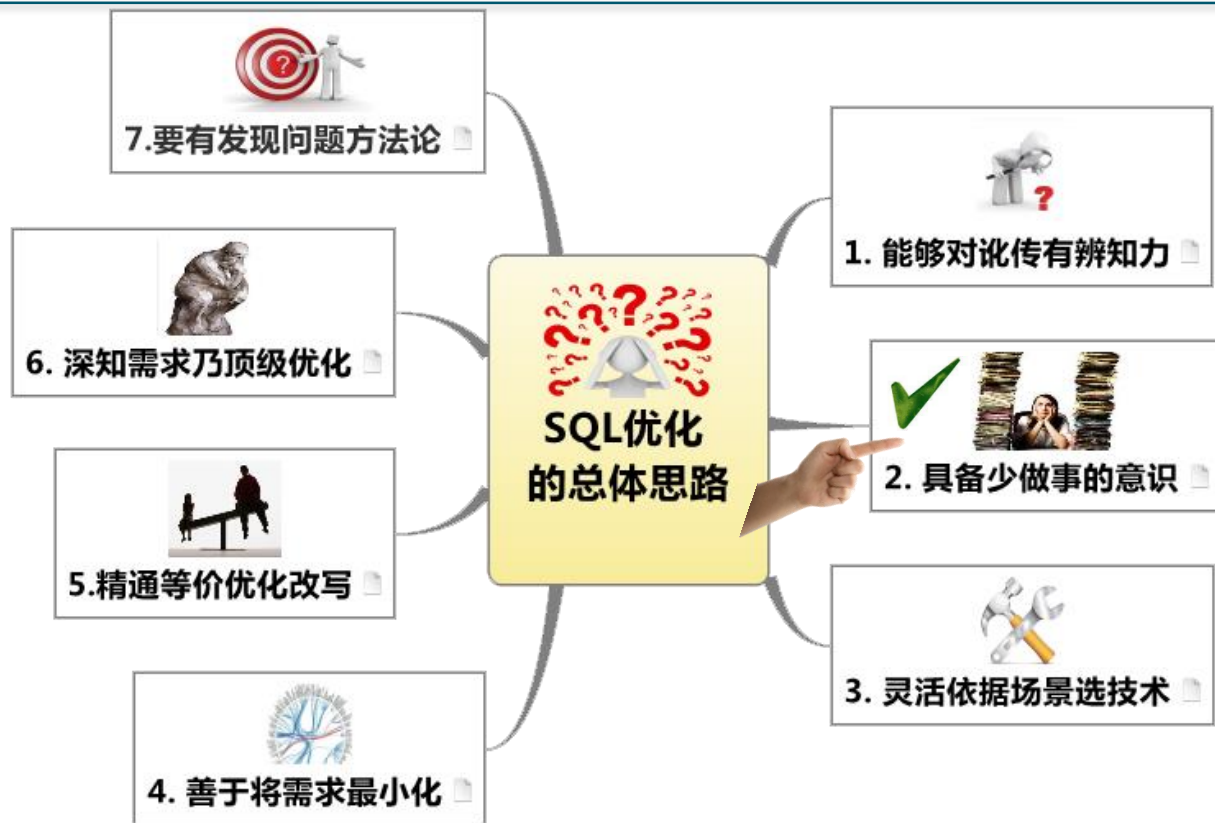 7.要有发现问题方法论
1. 能够对讹传有辨知力
6. 深知需求乃顶级优化
SQL优化
的总体思路
2. 具备少做事的意识
5.精通等价优化改写
3. 灵活依据场景选技术
4. 善于将需求最小化